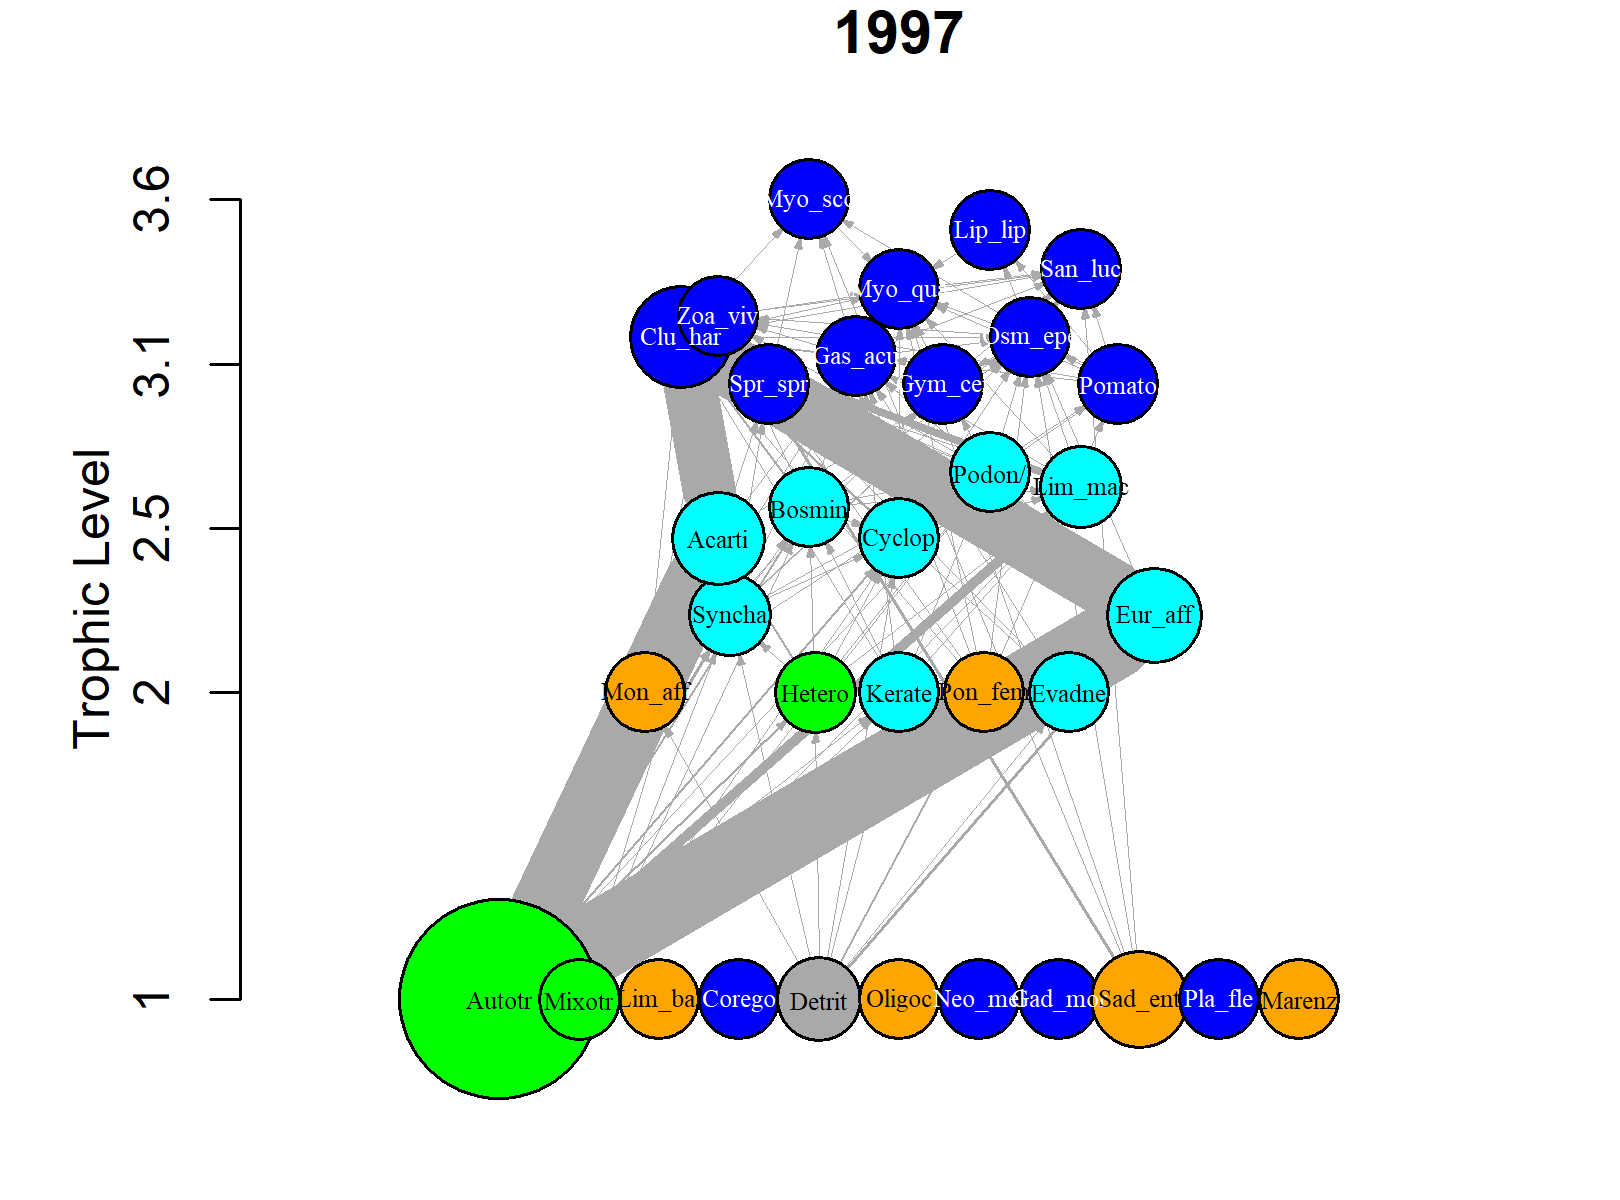 1997
Trophic Level
3.6
3.1
2.5
2
1
Myo_sco
Lip_lip
San_luc
Myo_qua
Zoa_viv
Clu_har
Osm_epe
Gas_acu
Spr_spr
Gym_ce
Pomato
Podon/
Lim_mac
Bosmin
Acarti
Cyclop
Syncha
Eur_aff
Mon_aff
Hetero
Kerate
Pon_fem
Evadne
Autotr
Mixotr
Lim_ba
Corego
Detrit
Oligoc
Neo_mel
Gad_mo
Sad_ent
Pla_fle
Marenz